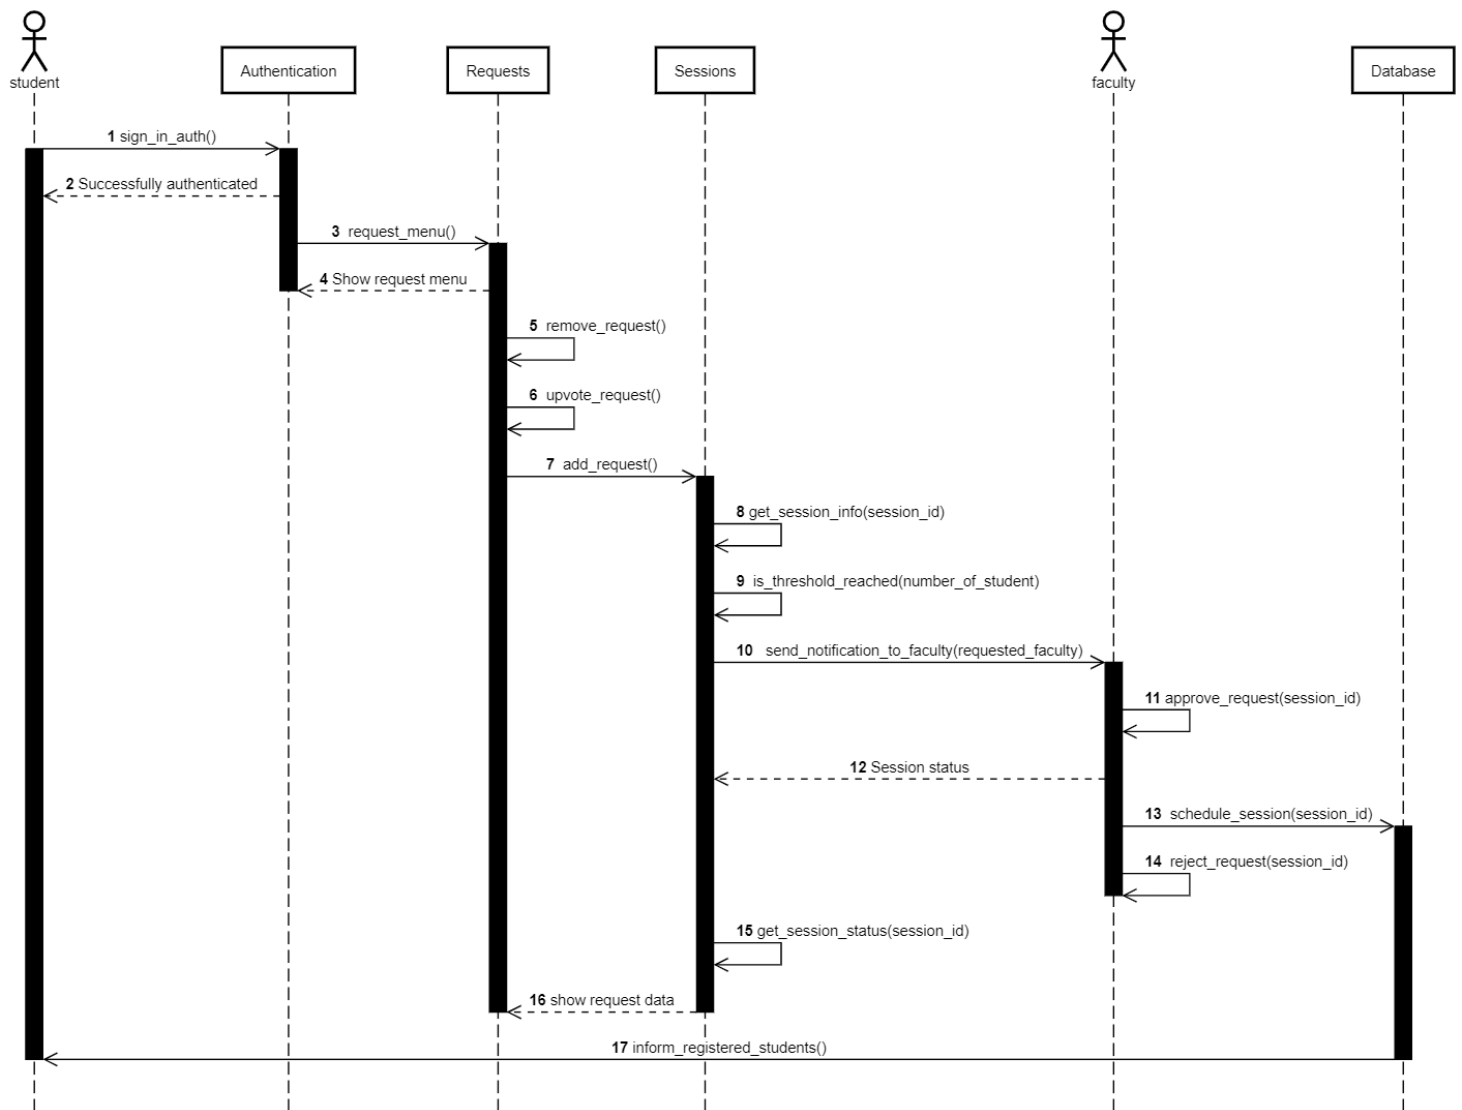 student
Authentication
Requests
Sessions
faculty
Database
1 sign_in_auth()
2 Successfully authenticated
3 request_menu()
4 Show request menu
5 remove_request()
6 upvote_request()
7 add_request()
8 get_session_info(session_id)
9 is_threshold_reached(number_of_student)
10 send_notification_to_faculty(requested_faculty)
11 approve_request(session_id)
12 Session status
13 schedule_session(session_id)
14 reject_request(session_id)
15 get_session_status(session_id)
16 show request data
17 inform_registered_students()